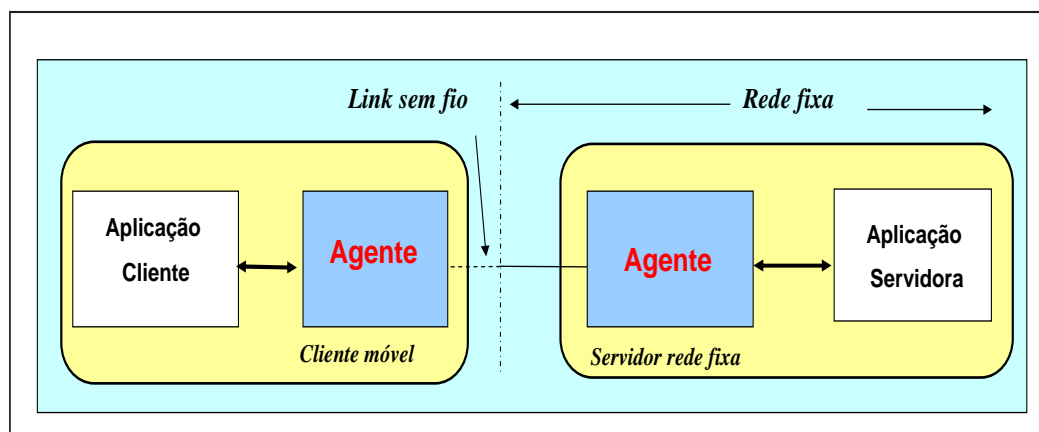 Link sem fio
Rede fixa
Aplicação
Cliente
Agente
Cliente móvel
Agente
Aplicação
Servidora
Servidor rede fixa